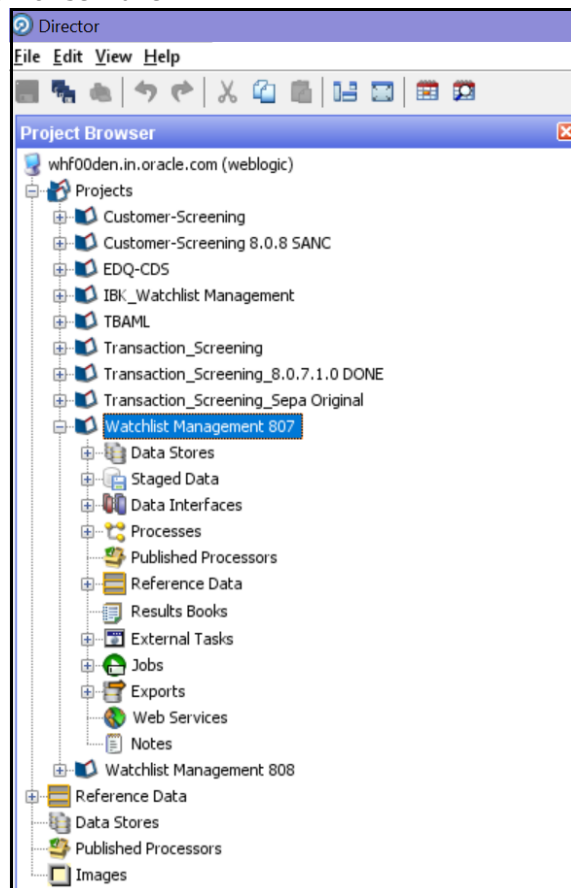 Director
File Edit View Help
Project Browser
whf00den.in.oracle.com (weblogic)
Projects
Customer-Screening
Customer-Screening 8.0.8 SANC
EDQ-CDS
IBK_Watchlist Management
TBAML
Transaction_Screening
Transaction_Screening_8.0.7.1.0 DONE
Transaction_Screening_Sepa Original
Watchlist Management 807
Data Stores
Staged Data
Data Interfaces
Processes
Published Processors
Reference Data
Results Books
External Tasks
Jobs
Exports
Web Services
Notes
Watchlist Management 808
Reference Data
Data Stores
Published Processors
Images